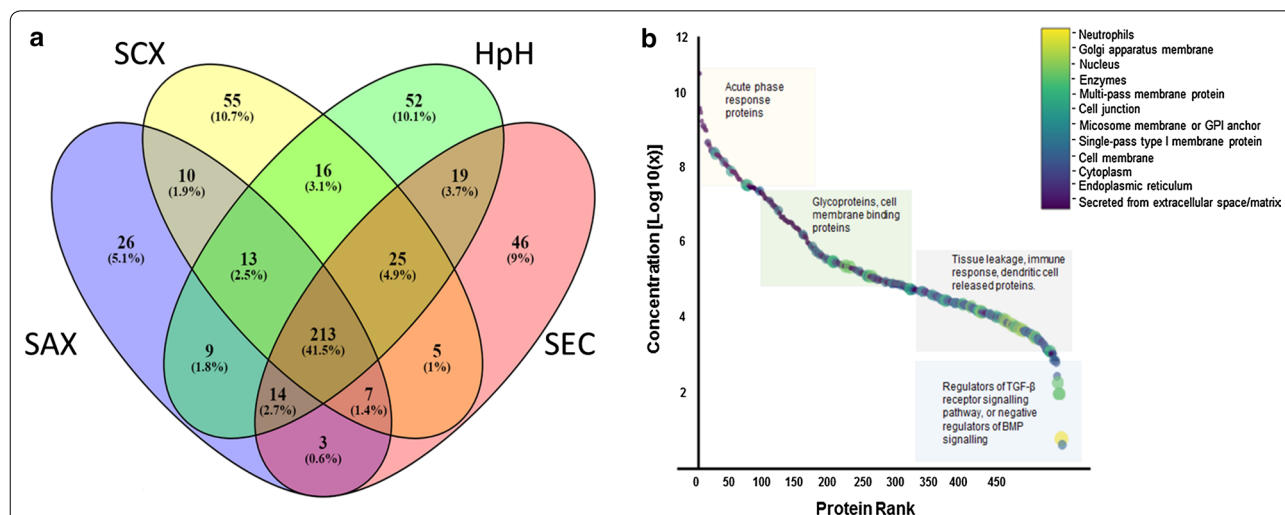 a
SCX
HpH
SAX
SEC
55
(10.7%)
52
(10.1%)
10
(1.9%)
16
(3.1%)
19
(3.7%)
26
(5.1%)
13
(2.5%)
25
(4.9%)
46
(9%)
213
(41.5%)
9
(1.8%)
5
(1%)
14
(2.7%)
7
(1.4%)
3
(0.6%)
b
Concentration [Log10(x)]
12
10
8
6
4
2
Acute phase
response
proteins
Glycoproteins, cell
membrane binding
proteins
Tissue leakage, immune
response, dendritic cell
released proteins.
Regulators of TGF-β
receptor signalling
pathway, or negative
regulators of BMP
signalling
Neutrophils
Golgi apparatus membrane
Nucleus
Enzymes
Multi-pass membrane protein
Cell junction
Micosome membrane or GPI anchor
Single-pass type I membrane protein
Cell membrane
Cytoplasm
Endoplasmic reticulum
Secreted from extracellular space/matrix
0 50 100 150 200 250 300 350 400 450
Protein Rank